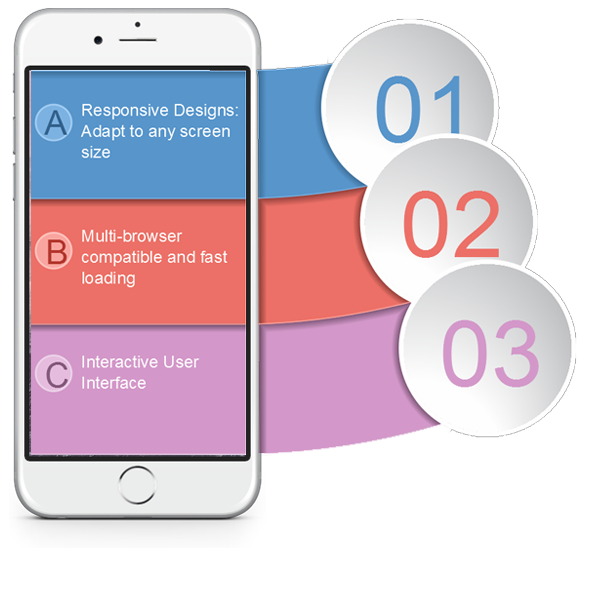 A
Responsive Designs:
Adapt to any screen
size
01
B
Multi-browser
compatible and fast
loading
02
C
Interactive User
Interface
03